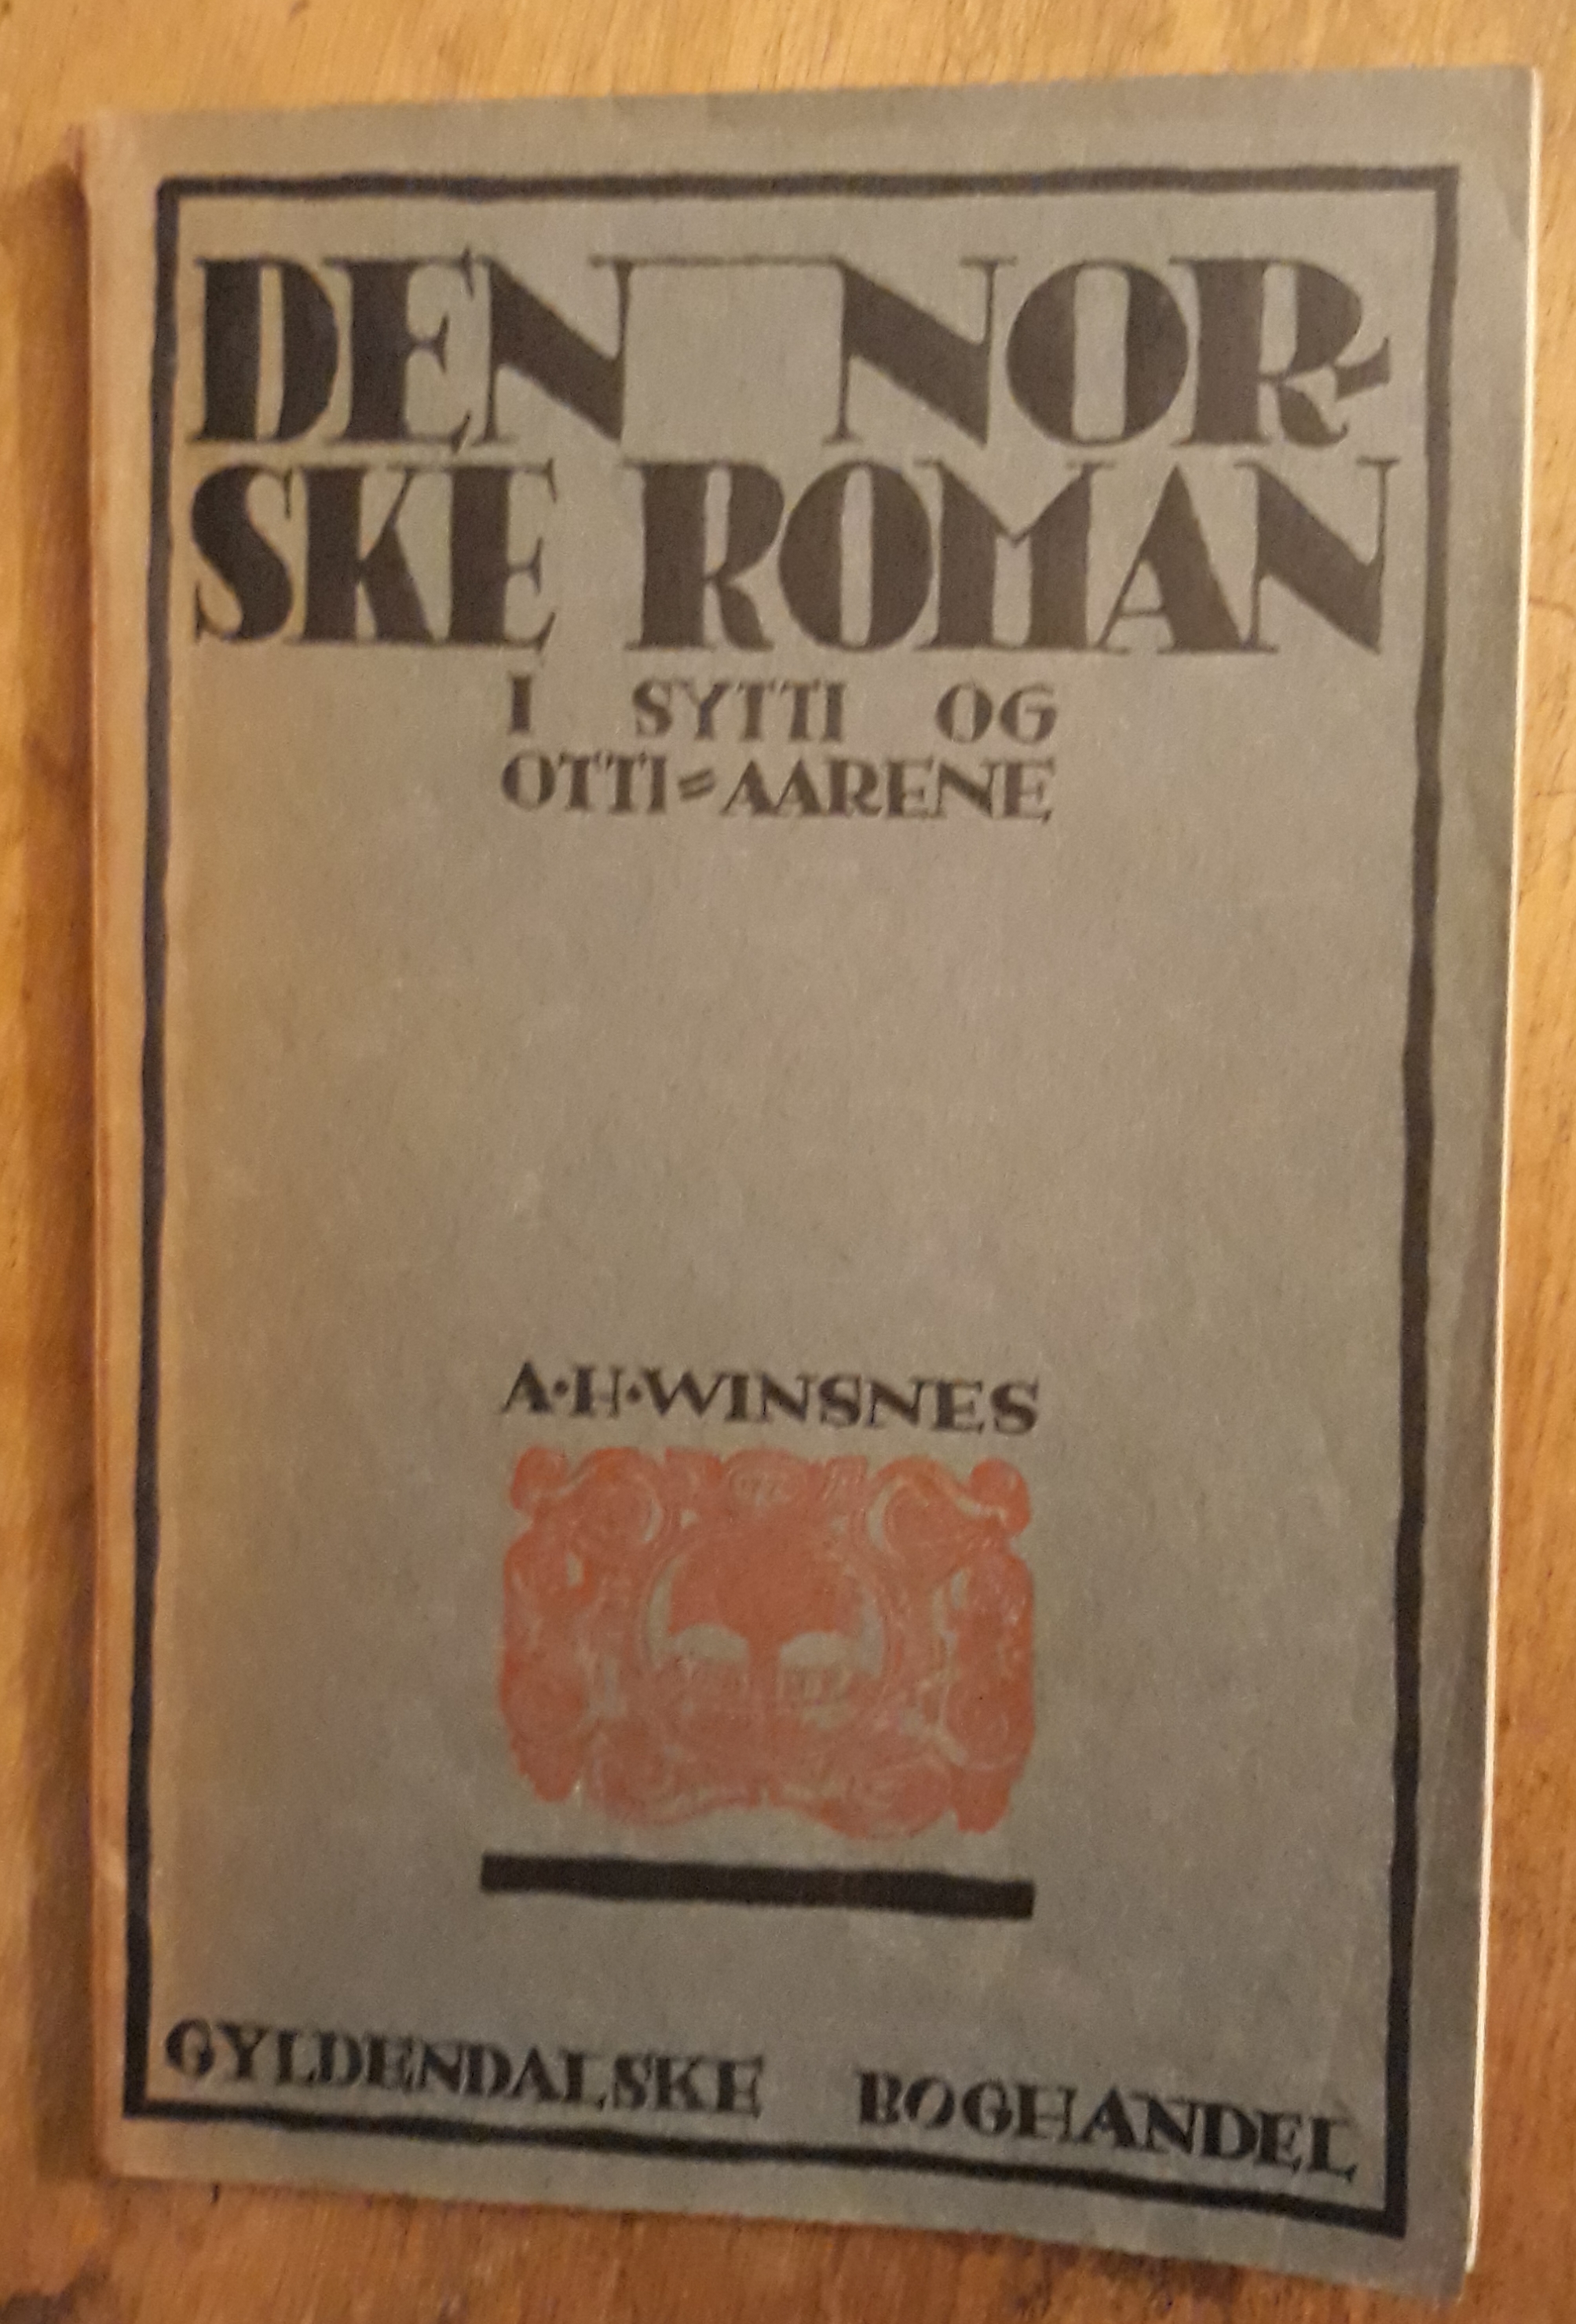 DEN NOR-
SKE ROMAN
I SYTTI OG
OTTI=AARENE
A·H·WINSNES
GYLDENDALSKE BOGHANDEL